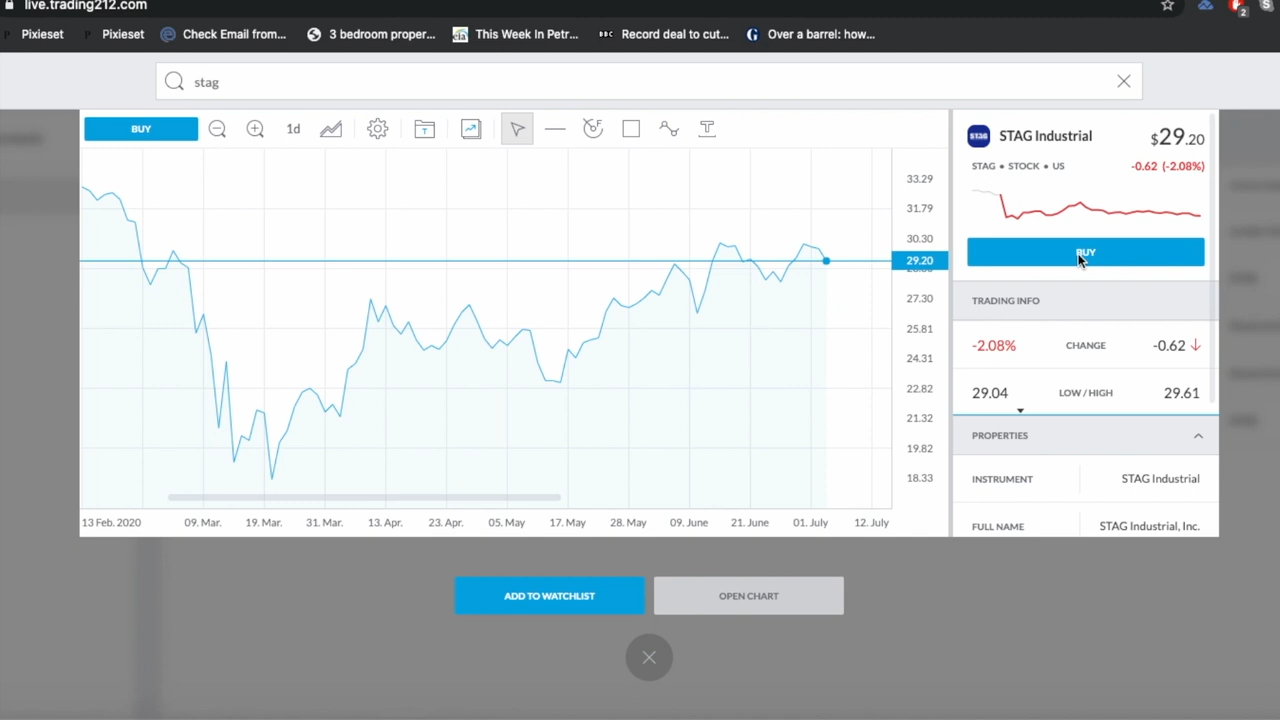 live.trading212.com
Pixieset Pixieset Check Email from... 3 bedroom proper... This Week In Petr... BBC Record deal to cut... Over a barrel: how...
2
stag
BUY 1d T F T
STAG STAG Industrial $29.20
STAG • STOCK • US -0.62 (-2.08%)
BUY
TRADING INFO
-2.08% CHANGE -0.62
29.04 LOW / HIGH 29.61
PROPERTIES
INSTRUMENT STAG Industrial
FULL NAME STAG Industrial, Inc.
33.29
31.79
30.30
29.20
27.30
25.81
24.31
22.82
21.32
19.82
18.33
13 Feb. 2020 09. Mar. 19. Mar. 31. Mar. 13. Apr. 23. Apr. 05. May 17. May 28. May 09. June 21. June 01. July 12. July
ADD TO WATCHLIST OPEN CHART